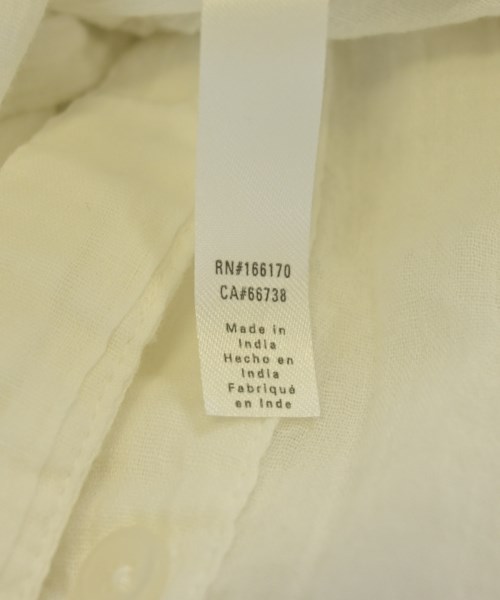 RN#166170
CA#66738
Made in
India
Hecho en
India
Fabriqué
en Inde